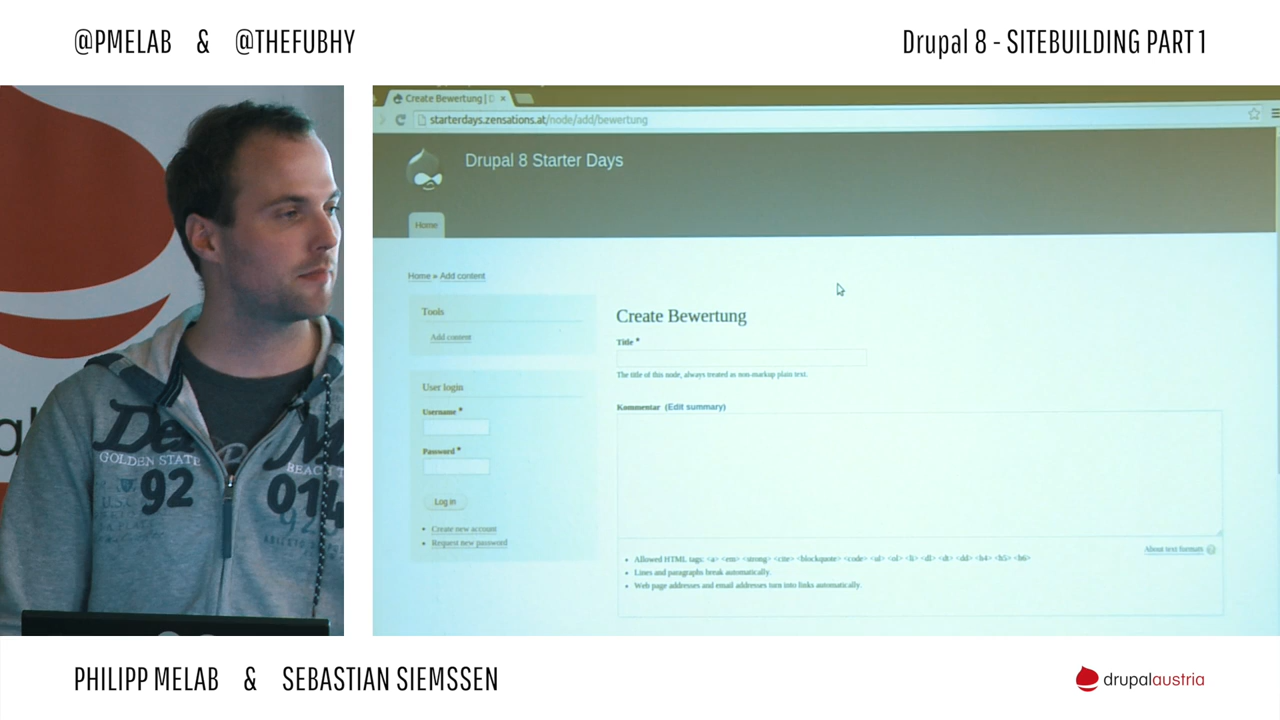 @PMELAB & @THEFUBHY
Drupal 8 - SITEBUILDING PART 1
Create Bewertung | D
starterdays.zensations.at/node/add/bewertung
Drupal 8 Starter Days
Home
Home » Add content
Tools
Add content
User login
Username *
Password *
Log in
Create new account
Request new password
Create Bewertung
Title *
The title of this node, always treated as non-markup plain text.
Kommentar (Edit summary)
About text formats
Allowed HTML tags: <a> <em> <strong> <cite> <blockquote> <code> <ul> <ol> <li> <dl> <dt> <dd> <h4> <h5> <h6>
Lines and paragraphs break automatically.
Web page addresses and email addresses turn into links automatically.
GOLDEN STATE
92
BEACH
014
PHILIPP MELAB & SEBASTIAN SIEMSSEN
drupalaustria